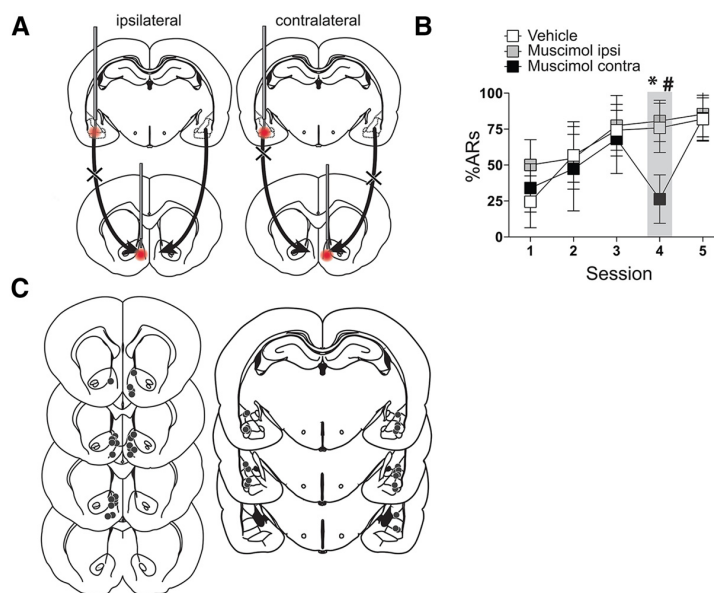 A
ipsilateral
contralateral
B
Vehicle
Muscimol ipsi
Muscimol contra
* #
100
75
50
25
0
%ARs
1 2 3 4 5
Session
C